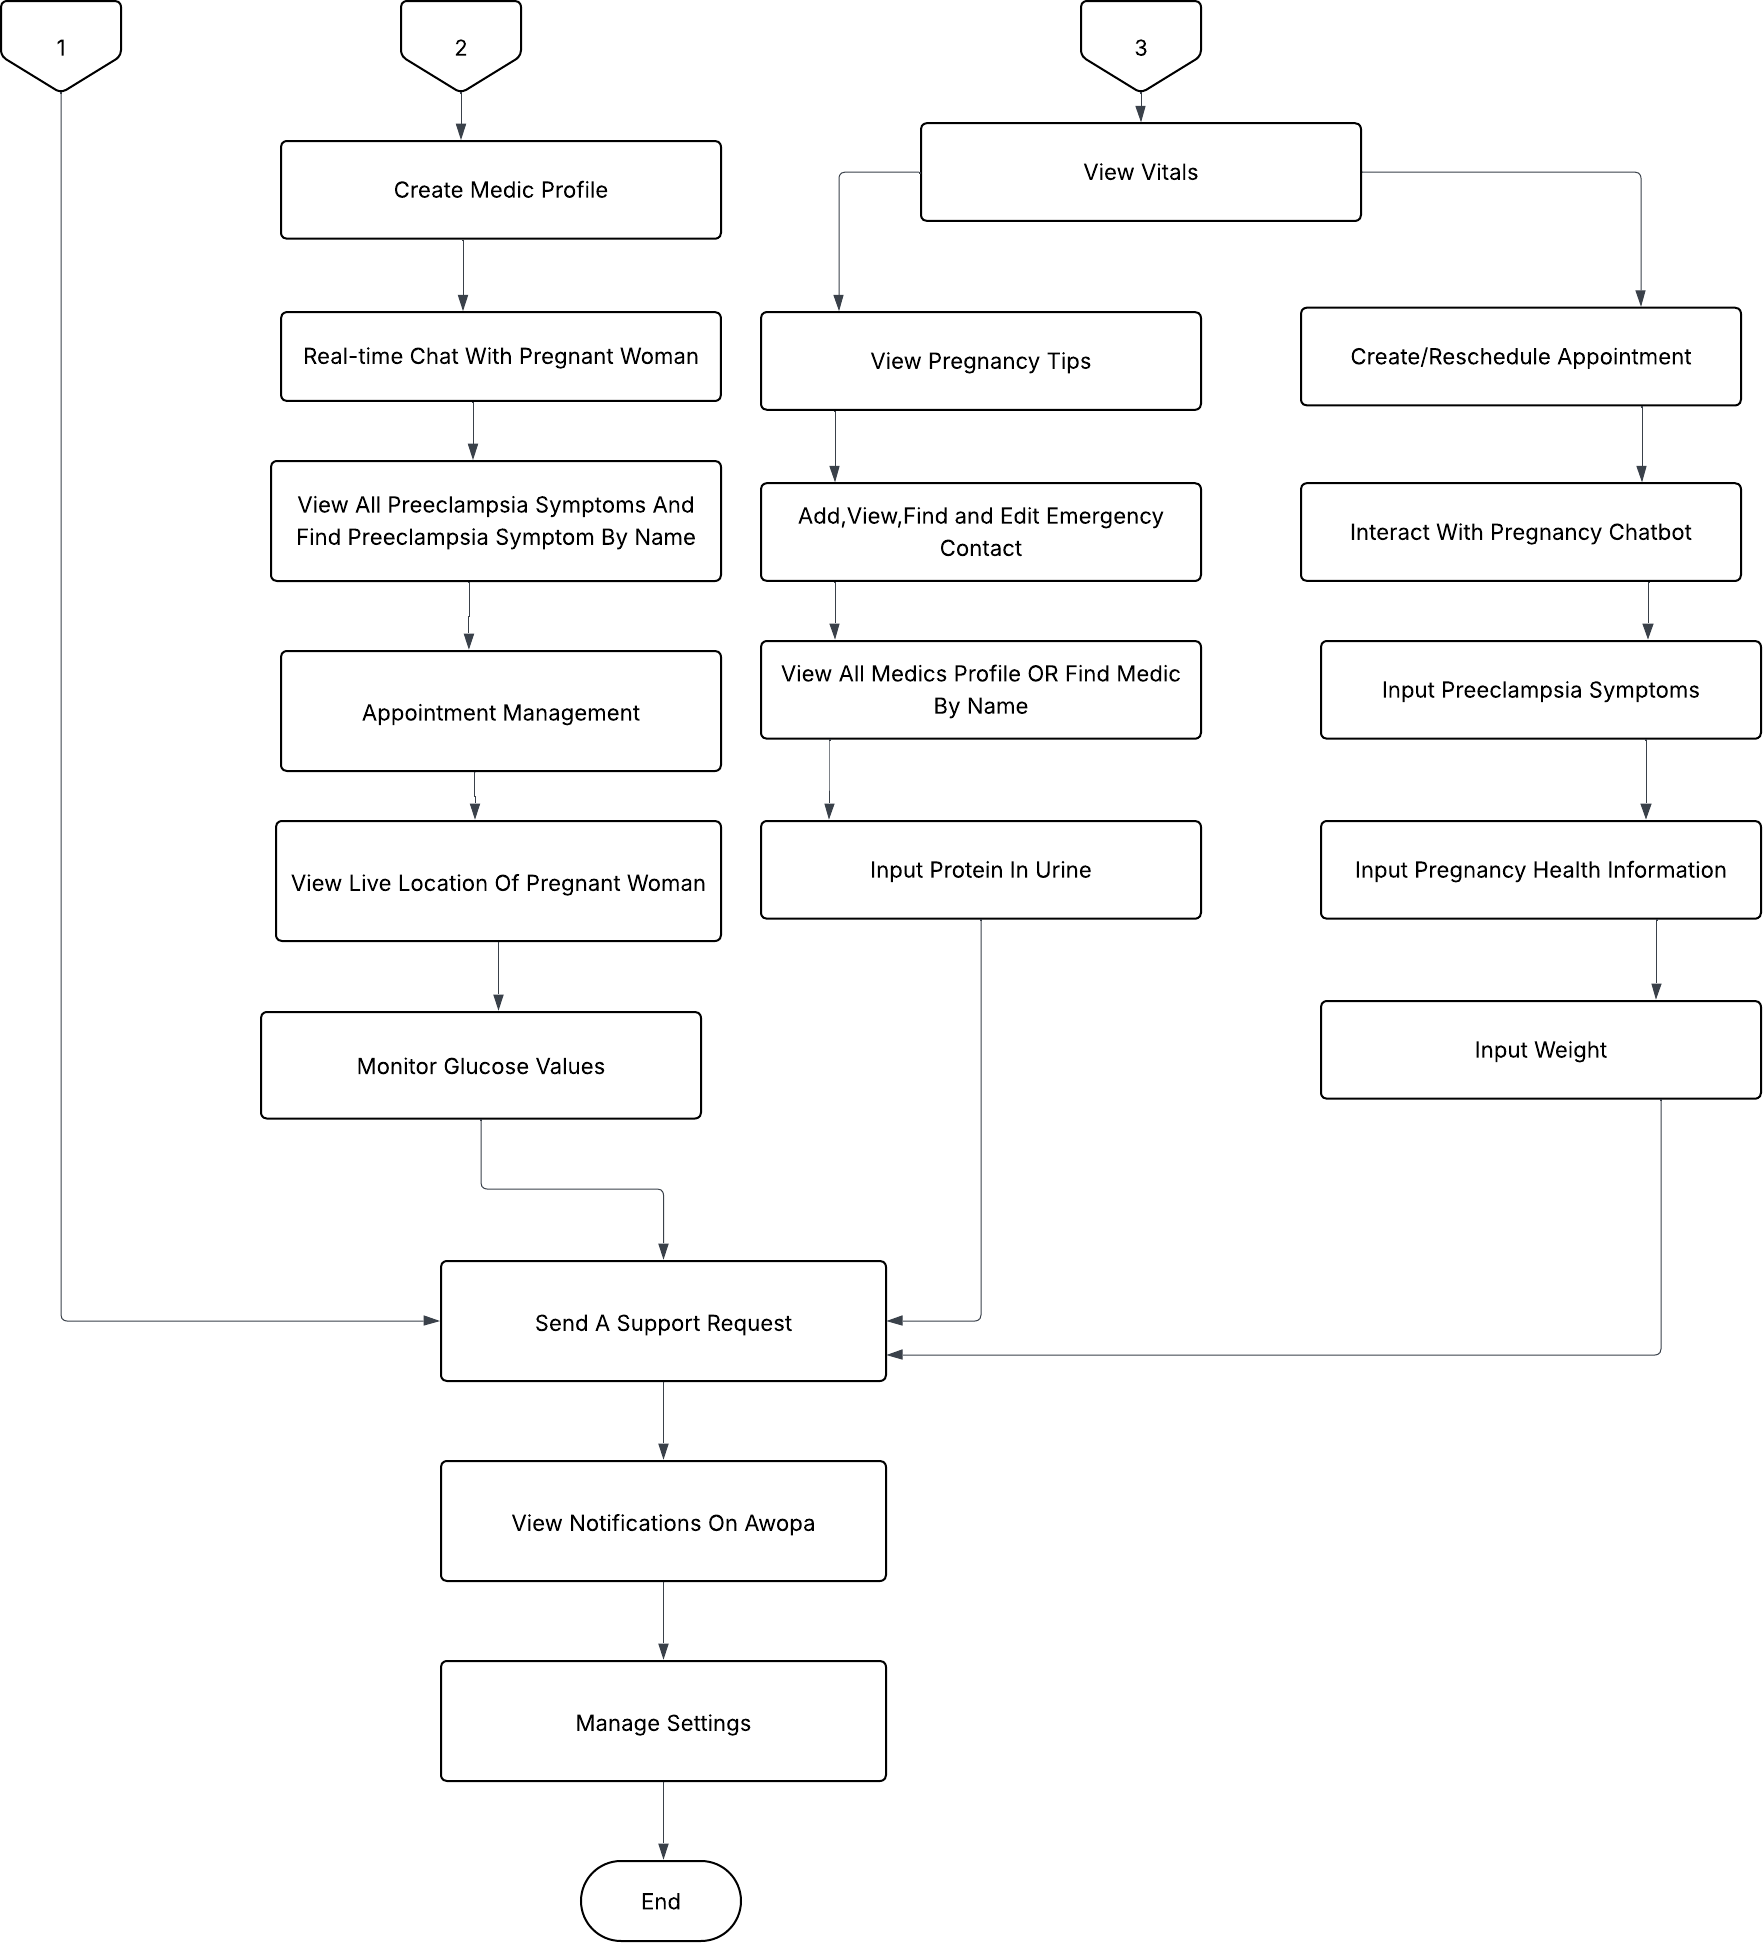 1
2
3
Create Medic Profile
Real-time Chat With Pregnant Woman
View All Preeclampsia Symptoms And
Find Preeclampsia Symptom By Name
Appointment Management
View Live Location Of Pregnant Woman
Monitor Glucose Values
View Vitals
View Pregnancy Tips
Add,View,Find and Edit Emergency
Contact
View All Medics Profile OR Find Medic
By Name
Input Protein In Urine
Create/Reschedule Appointment
Interact With Pregnancy Chatbot
Input Preeclampsia Symptoms
Input Pregnancy Health Information
Input Weight
Send A Support Request
View Notifications On Awopa
Manage Settings
End